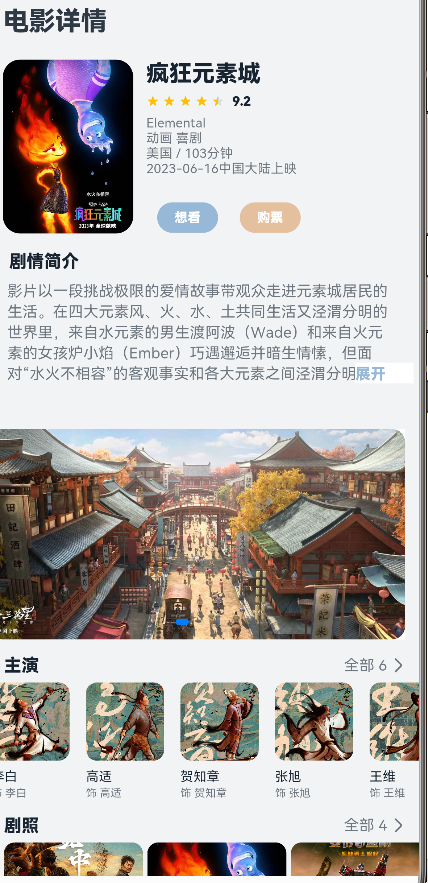 电影详情
疯狂元素城
9.2
Elemental
动画 喜剧
美国 / 103分钟
2023-06-16中国大陆上映
水火亦相容
疯狂元素城
想看
购票
剧情简介
影片以一段挑战极限的爱情故事带观众走进元素城居民的
生活。在四大元素风、火、水、土共同生活又泾渭分明的
世界里，来自水元素的男生渡阿波（Wade）和来自火元
素的女孩炉小焰（Ember）巧遇邂逅并暗生情愫，但面
对“水火不相容”的客观事实和各大元素之间泾渭分明展开
田記酒肆
主演
全部 6
李白
高适
贺知章
张旭
王维
饰 李白
饰 高适
饰 贺知章
饰 张旭
饰 王维
剧照
全部 4